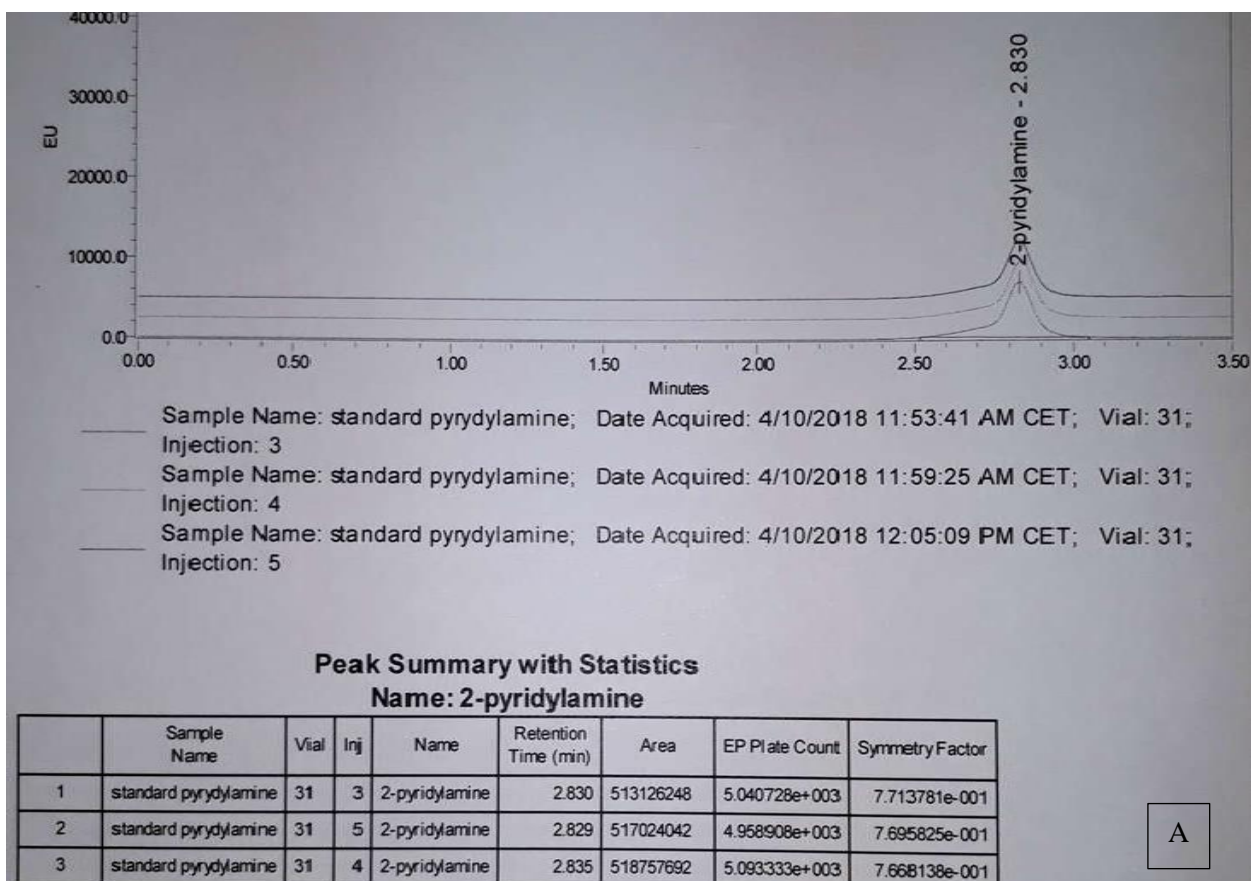 40000.0
30000.0
EU
20000.0
10000.0
0.0
2-pyridylamine - 2.830
0.00 0.50 1.00 1.50 2.00 2.50 3.00 3.50
Minutes
Sample Name: standard pyrydylamine; Date Acquired: 4/10/2018 11:53:41 AM CET; Vial: 31;
Injection: 3
Sample Name: standard pyrydylamine; Date Acquired: 4/10/2018 11:59:25 AM CET; Vial: 31;
Injection: 4
Sample Name: standard pyrydylamine; Date Acquired: 4/10/2018 12:05:09 PM CET; Vial: 31;
Injection: 5
Peak Summary with Statistics
Name: 2-pyridylamine
Sample Name Vial Inj Name Retention Time (min) Area EP Plate Count Symmetry Factor
1 standard pyrydylamine 31 3 2-pyridylamine 2.830 513126248 5.040728e+003 7.713781e-001
2 standard pyrydylamine 31 5 2-pyridylamine 2.829 517024042 4.958908e+003 7.695825e-001
3 standard pyrydylamine 31 4 2-pyridylamine 2.835 518757692 5.093333e+003 7.668138e-001
A